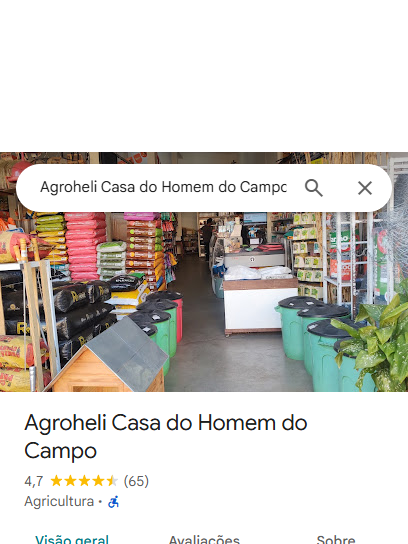 Agroheli Casa do Homem do Campo
Agroheli Casa do Homem do
Campo
4,7 (65)
Agricultura •
Visão geral Avaliações Sobre